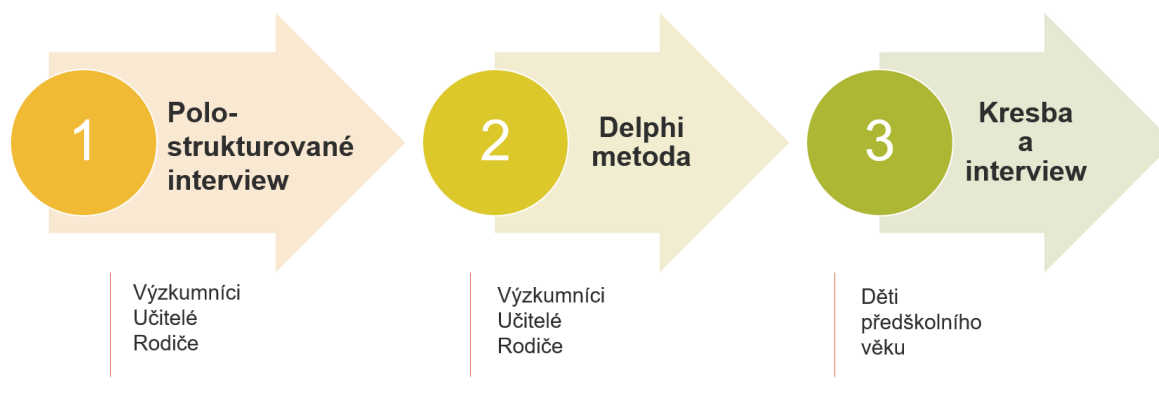 1
Polo-
strukturované
interview
Výzkumníci
Učitelé
Rodiče
2
Delphi
metoda
Výzkumníci
Učitelé
Rodiče
3
Kresba
a
interview
Děti
předškolního
věku